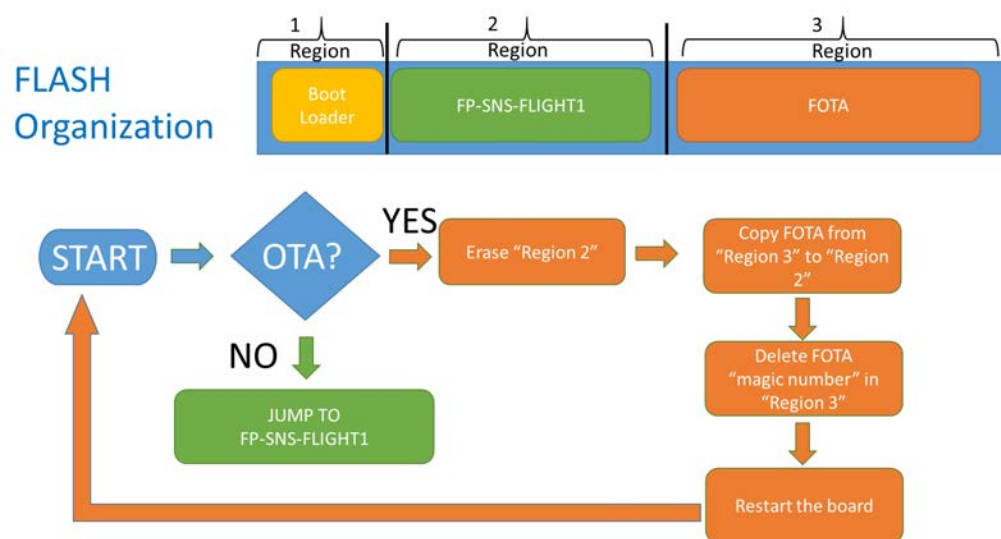 1
2
3
Region
Region
Region
FLASH
Organization
Boot
Loader
FP-SNS-FLIGHT1
FOTA
START
OTA?
YES
Erase “Region 2”
Copy FOTA from
“Region 3” to “Region
2”
NO
Delete FOTA
“magic number” in
“Region 3”
JUMP TO
FP-SNS-FLIGHT1
Restart the board